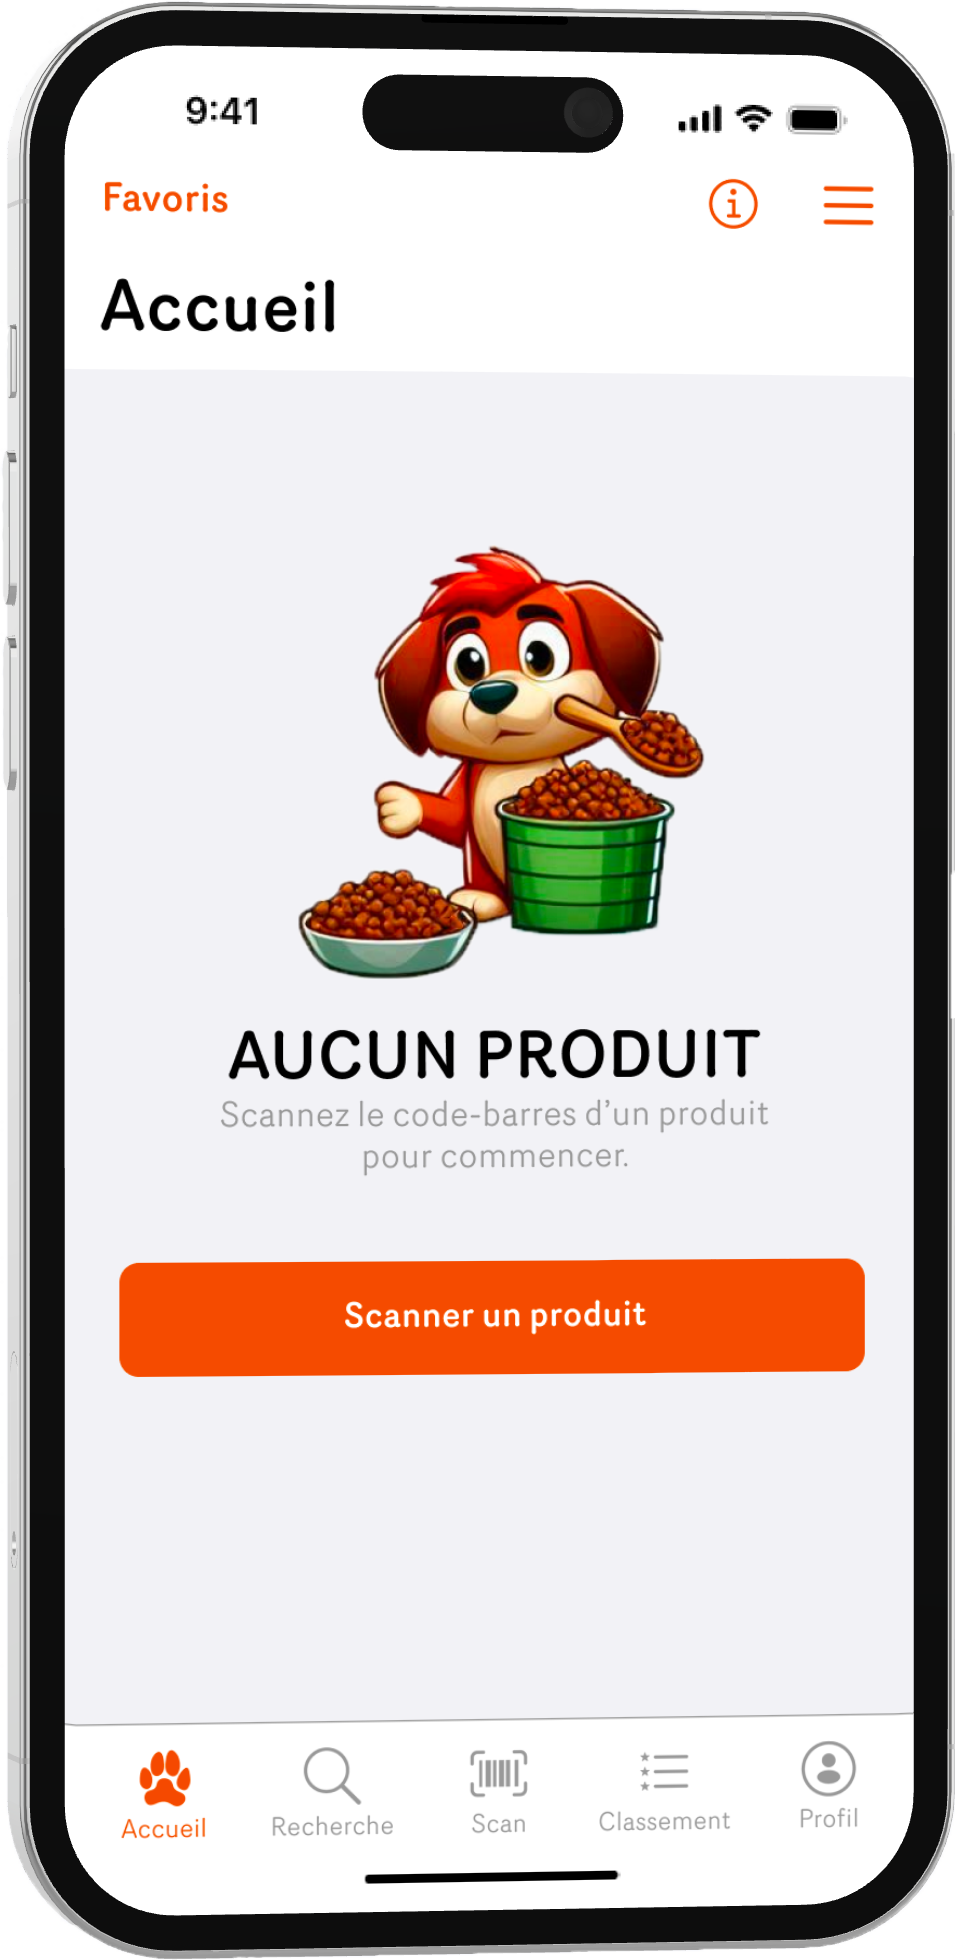 9:41
Favoris
Accueil
AUCUN PRODUIT
Scannez le code-barres d’un produit
pour commencer.
Scanner un produit
Accueil
Recherche
Scan
Classement
Profil